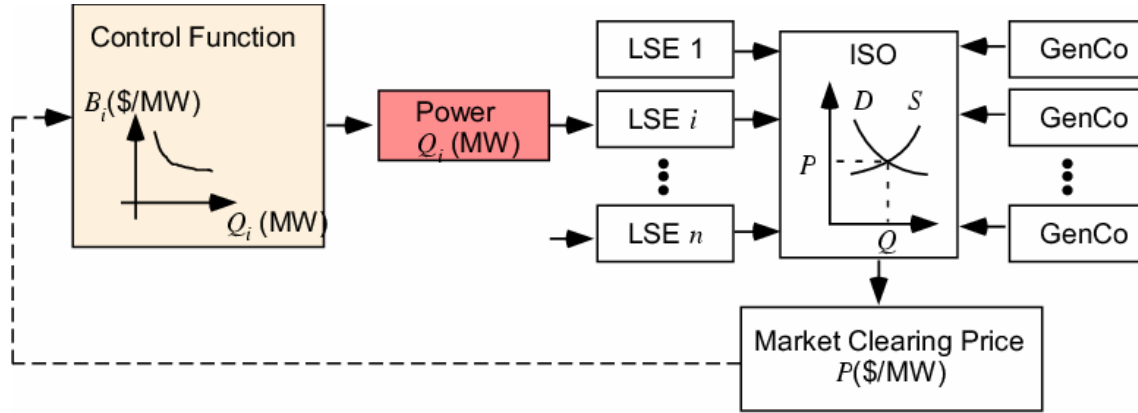 Control Function
B_i($/MW)
Q_i (MW)
Power
Q_i (MW)
LSE 1
LSE i
LSE n
ISO
D
S
P
Q
GenCo
GenCo
GenCo
Market Clearing Price
P($/MW)